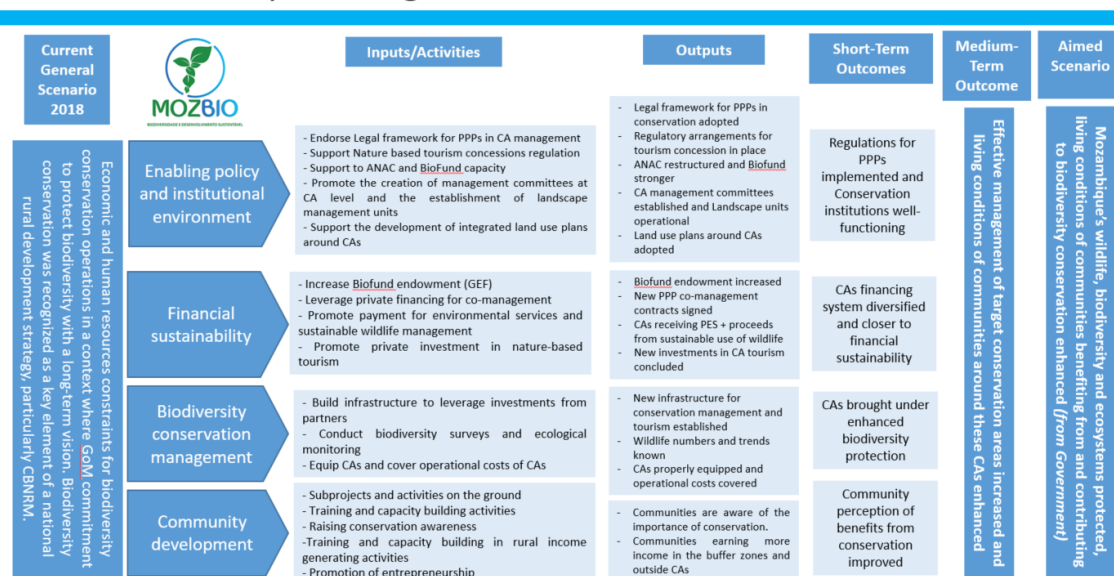 Current
General
Scenario
2018
MOZBIO
BIODIVERSIDADE E DESENVOLVIMENTO SUSTENTÁVEL
Inputs/Activities
Outputs
Short-Term
Outcomes
Medium-
Term
Outcome
Aimed
Scenario
Economic and human resources constraints for biodiversity
conservation operations in a context where GoM commitment
to protect biodiversity with a long-term vision. Biodiversity
conservation was recognized as a key element of a national
rural development strategy, particularly CBNRM.
Enabling policy
and institutional
environment
- Endorse Legal framework for PPPs in CA management
- Support Nature based tourism concessions regulation
- Support to ANAC and BioFund capacity
- Promote the creation of management committees at
CA level and the establishment of landscape
management units
- Support the development of integrated land use plans
around CAs
- Legal framework for PPPs in
conservation adopted
- Regulatory arrangements for
tourism concession in place
- ANAC restructured and Biofund
stronger
- CA management committees
established and Landscape units
operational
- Land use plans around CAs
adopted
Regulations for
PPPs
implemented and
Conservation
institutions well-
functioning
Financial
sustainability
- Increase Biofund endowment (GEF)
- Leverage private financing for co-management
- Promote payment for environmental services and
sustainable wildlife management
- Promote private investment in nature-based
tourism
- Biofund endowment increased
- New PPP co-management
contracts signed
- CAs receiving PES + proceeds
from sustainable use of wildlife
- New investments in CA tourism
concluded
CAs financing
system diversified
and closer to
financial
sustainability
Biodiversity
conservation
management
- Build infrastructure to leverage investments from
partners
- Conduct biodiversity surveys and ecological
monitoring
- Equip CAs and cover operational costs of CAs
- New infrastructure for
conservation management and
tourism established
- Wildlife numbers and trends
known
- CAs properly equipped and
operational costs covered
CAs brought under
enhanced
biodiversity
protection
Community
development
- Subprojects and activities on the ground
- Training and capacity building activities
- Raising conservation awareness
-Training and capacity building in rural income
generating activities
- Promotion of entrepreneurship
- Communities are aware of the
importance of conservation.
- Communities earning more
income in the buffer zones and
outside CAs
Community
perception of
benefits from
conservation
improved
Effective management of target conservation areas increased and
living conditions of communities around these CAs enhanced
Mozambique's wildlife, biodiversity and ecosystems protected,
living conditions of communities benefiting from and contributing
to biodiversity conservation enhanced (from Government)